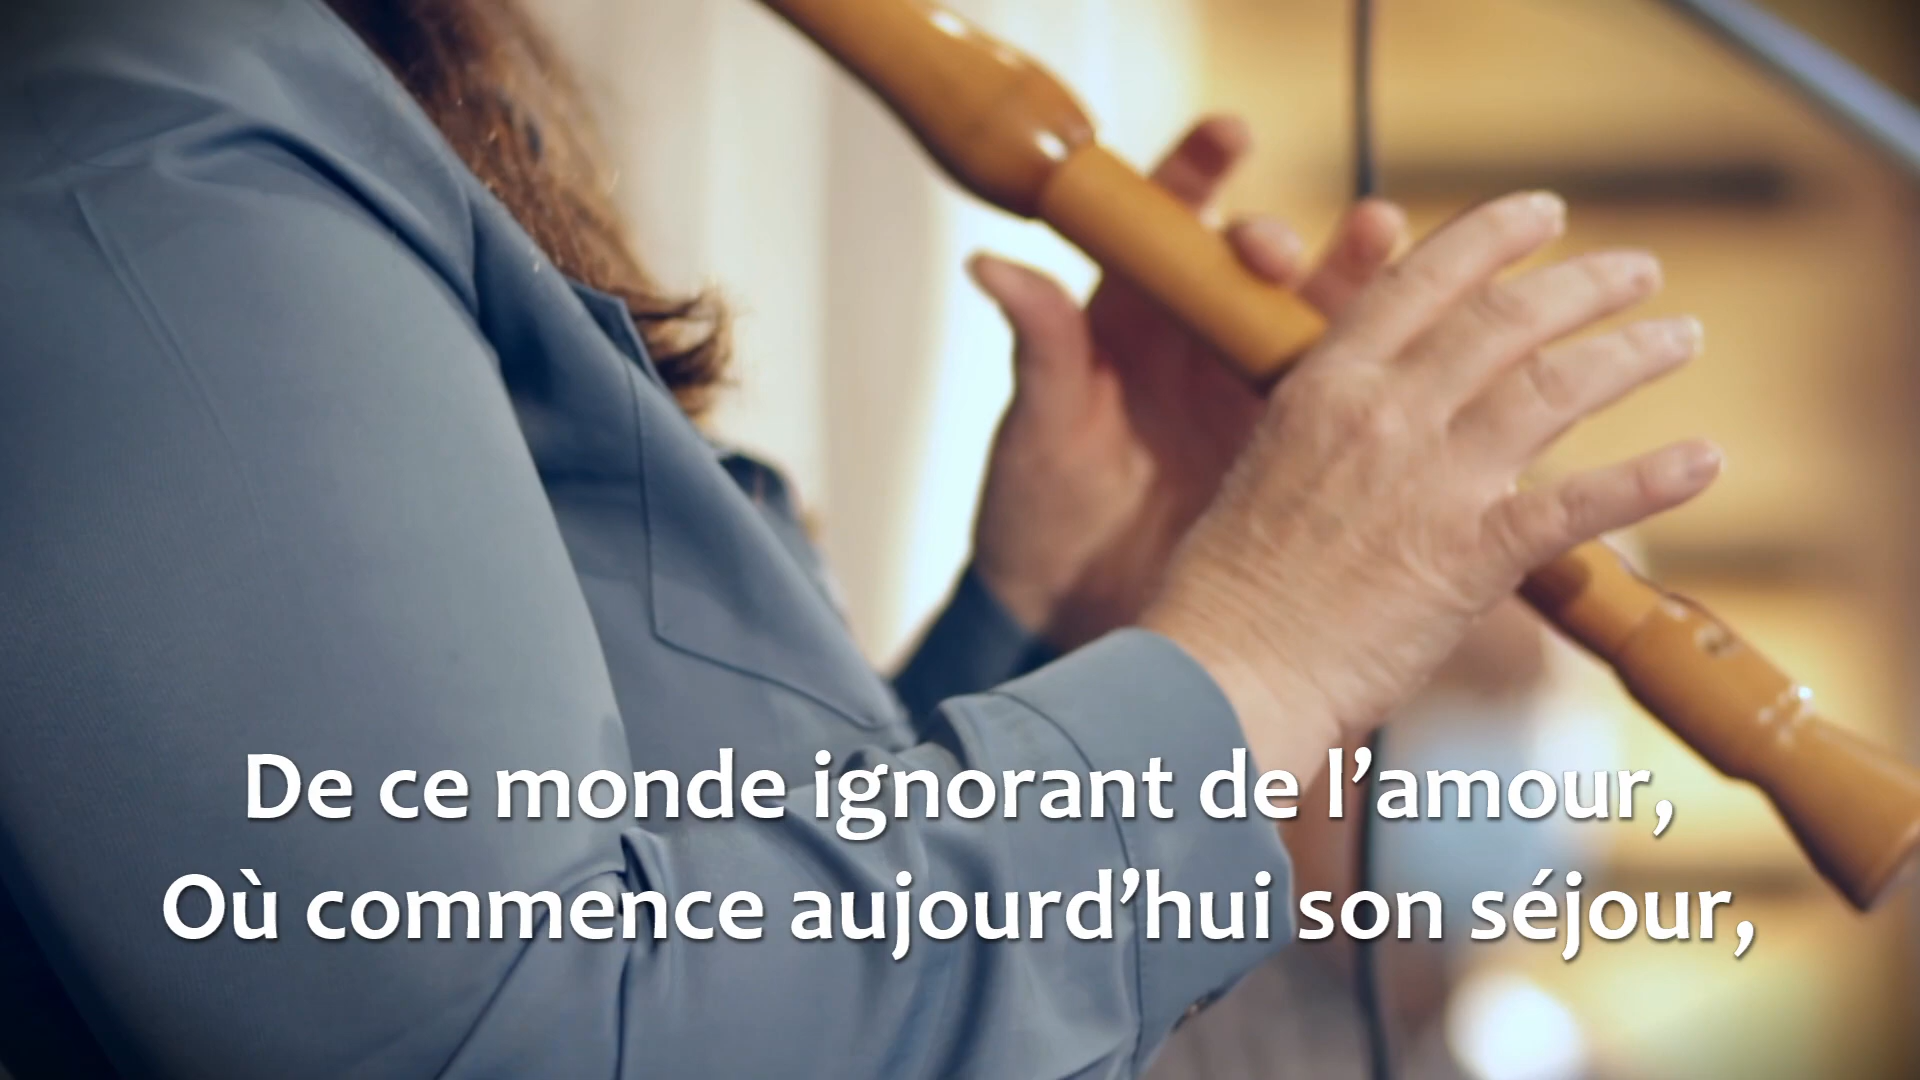 De ce monde ignorant de l’amour,
Où commence aujourd’hui son séjour,